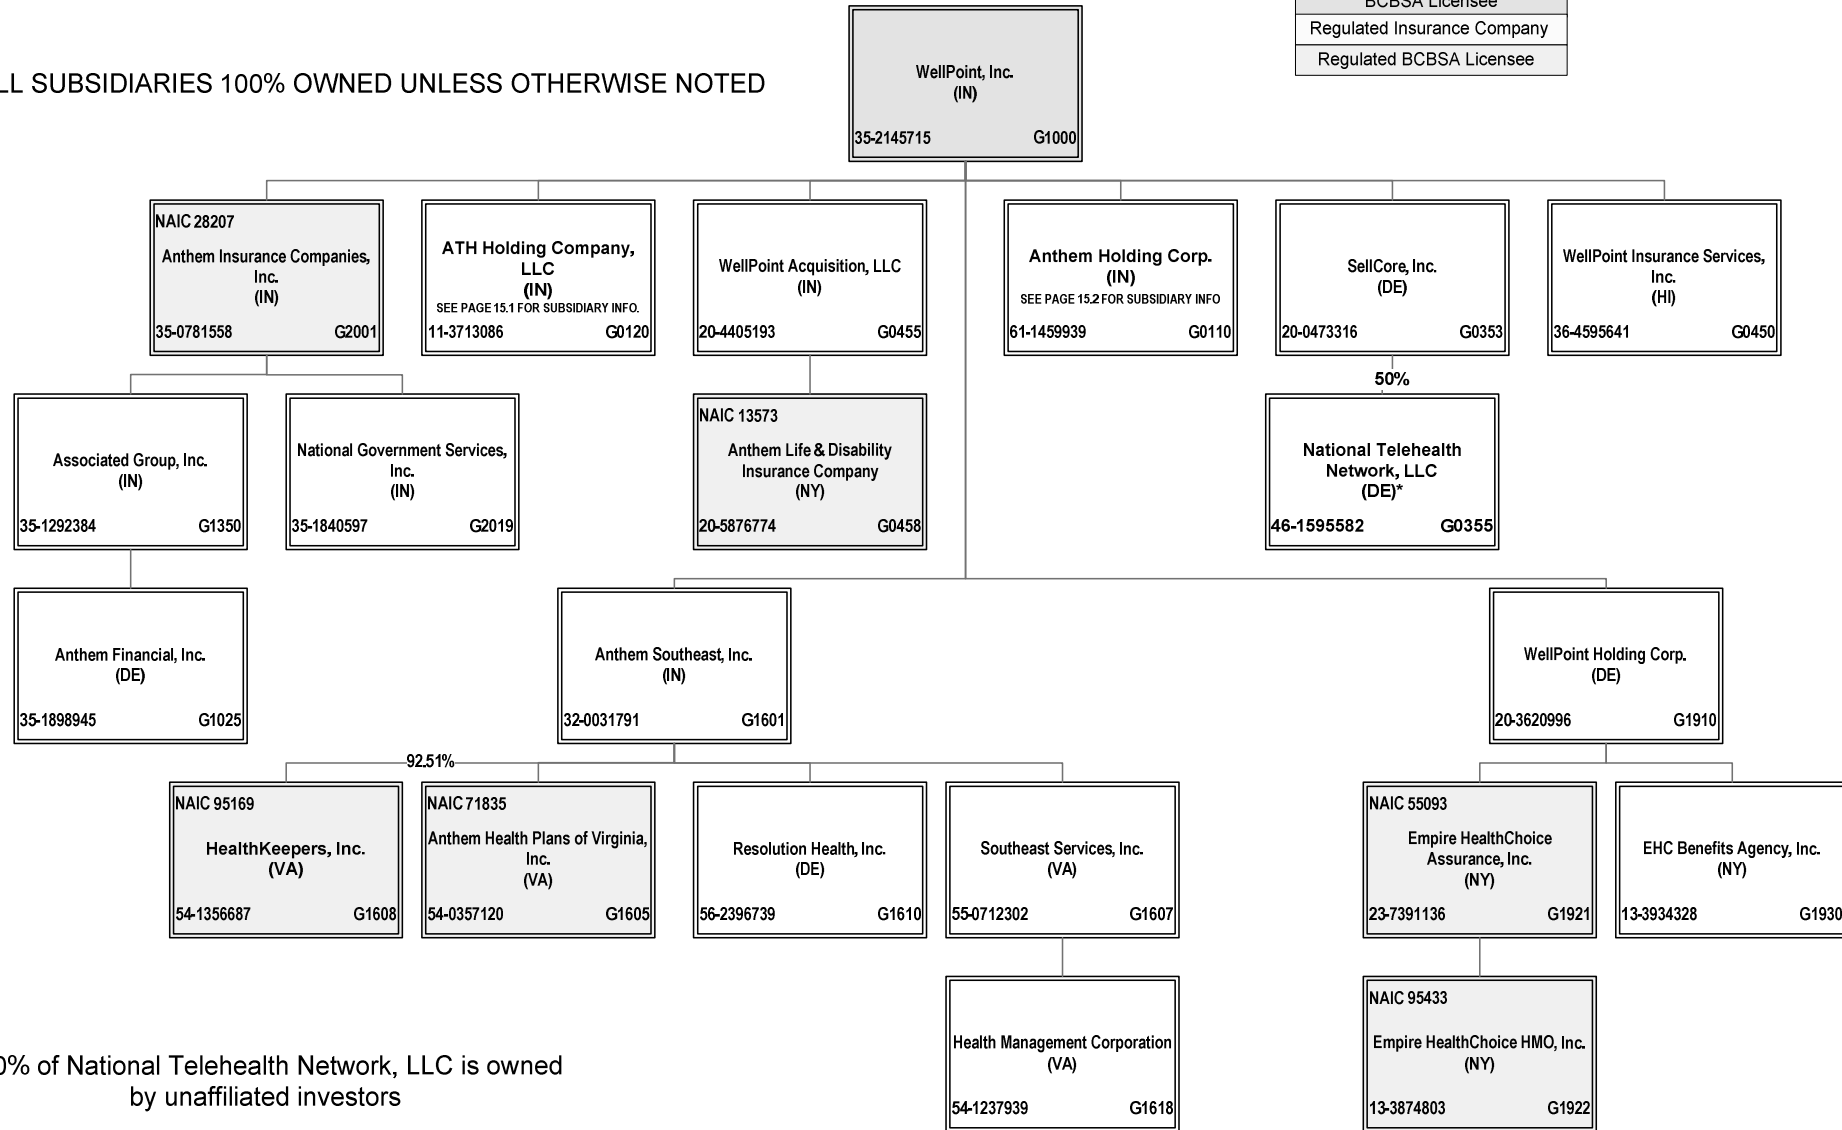 BCBSA Licensee
Regulated Insurance Company
Regulated BCBSA Licensee
LL SUBSIDIARIES 100% OWNED UNLESS OTHERWISE NOTED
WellPoint, Inc.
(IN)
35-2145715 G1000
NAIC 28207
Anthem Insurance Companies,
Inc.
(IN)
35-0781558 G2001
ATH Holding Company,
LLC
(IN)
SEE PAGE 15.1 FOR SUBSIDIARY INFO.
11-3713086 G0120
WellPoint Acquisition, LLC
(IN)
20-4405193 G0455
Anthem Holding Corp.
(IN)
SEE PAGE 15.2 FOR SUBSIDIARY INFO
61-1459939 G0110
SellCore, Inc.
(DE)
20-0473316 G0353
WellPoint Insurance Services,
Inc.
(HI)
36-4595641 G0450
50%
Associated Group, Inc.
(IN)
35-1292384 G1350
National Government Services,
Inc.
(IN)
35-1840597 G2019
NAIC 13573
Anthem Life & Disability
Insurance Company
(NY)
20-5876774 G0458
National Telehealth
Network, LLC
(DE)*
46-1595582 G0355
Anthem Financial, Inc.
(DE)
35-1898945 G1025
Anthem Southeast, Inc.
(IN)
32-0031791 G1601
WellPoint Holding Corp.
(DE)
20-3620996 G1910
92.51%
NAIC 95169
HealthKeepers, Inc.
(VA)
54-1356687 G1608
NAIC 71835
Anthem Health Plans of Virginia,
Inc.
(VA)
54-0357120 G1605
Resolution Health, Inc.
(DE)
56-2396739 G1610
Southeast Services, Inc.
(VA)
55-0712302 G1607
NAIC 55093
Empire HealthChoice
Assurance, Inc.
(NY)
23-7391136 G1921
EHC Benefits Agency, Inc.
(NY)
13-3934328 G1930
Health Management Corporation
(VA)
54-1237939 G1618
NAIC 95433
Empire HealthChoice HMO, Inc.
(NY)
13-3874803 G1922
0% of National Telehealth Network, LLC is owned
by unaffiliated investors